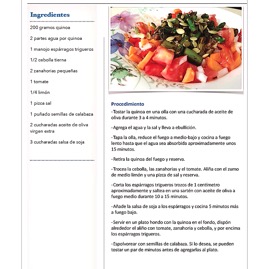 Ingredientes
200 gramos quinoa
2 partes agua por quinoa
1 manojo espárragos trigueros
1/2 cebolla tierna
2 zanahorias pequeñas
1 tomate
1/4 limón
1 pizca sal
1 puñado semillas de calabaza
2 cucharadas aceite de oliva
virgen extra
3 cucharadas salsa de soja
Procedimiento
-Tostar la quinoa en una olla con una cucharada de aceite de
oliva durante 3 a 4 minutos.
-Agrega el agua y la sal y lleva a ebullición.
-Tapa la olla, reduce el fuego a medio-bajo y cocina a fuego
lento hasta que el agua sea absorbida aproximadamente unos
15 minutos.
-Retira la quinoa del fuego y reserva.
-Trocea la cebolla, las zanahorias y el tomate. Aliña con el zumo
de medio limón y una pizca de sal y reserva.
-Corta los espárragos trigueros trozos de 1 centímetro
aproximadamente y saltea en una sartén con aceite de oliva a
fuego medio durante 10 a 15 minutos.
-Añade la salsa de soja a los espárragos y cocina 5 minutos más
a fuego bajo.
-Servir en un plato hondo con la quinoa en el fondo, dispón
alrededor el aliño con tomate, zanahoria y cebolla, y por encima
los espárragos trigueros.
-Espolvorear con semillas de calabaza. Si lo desea, se pueden
tostar un par de minutos antes de agregarlas al plato.